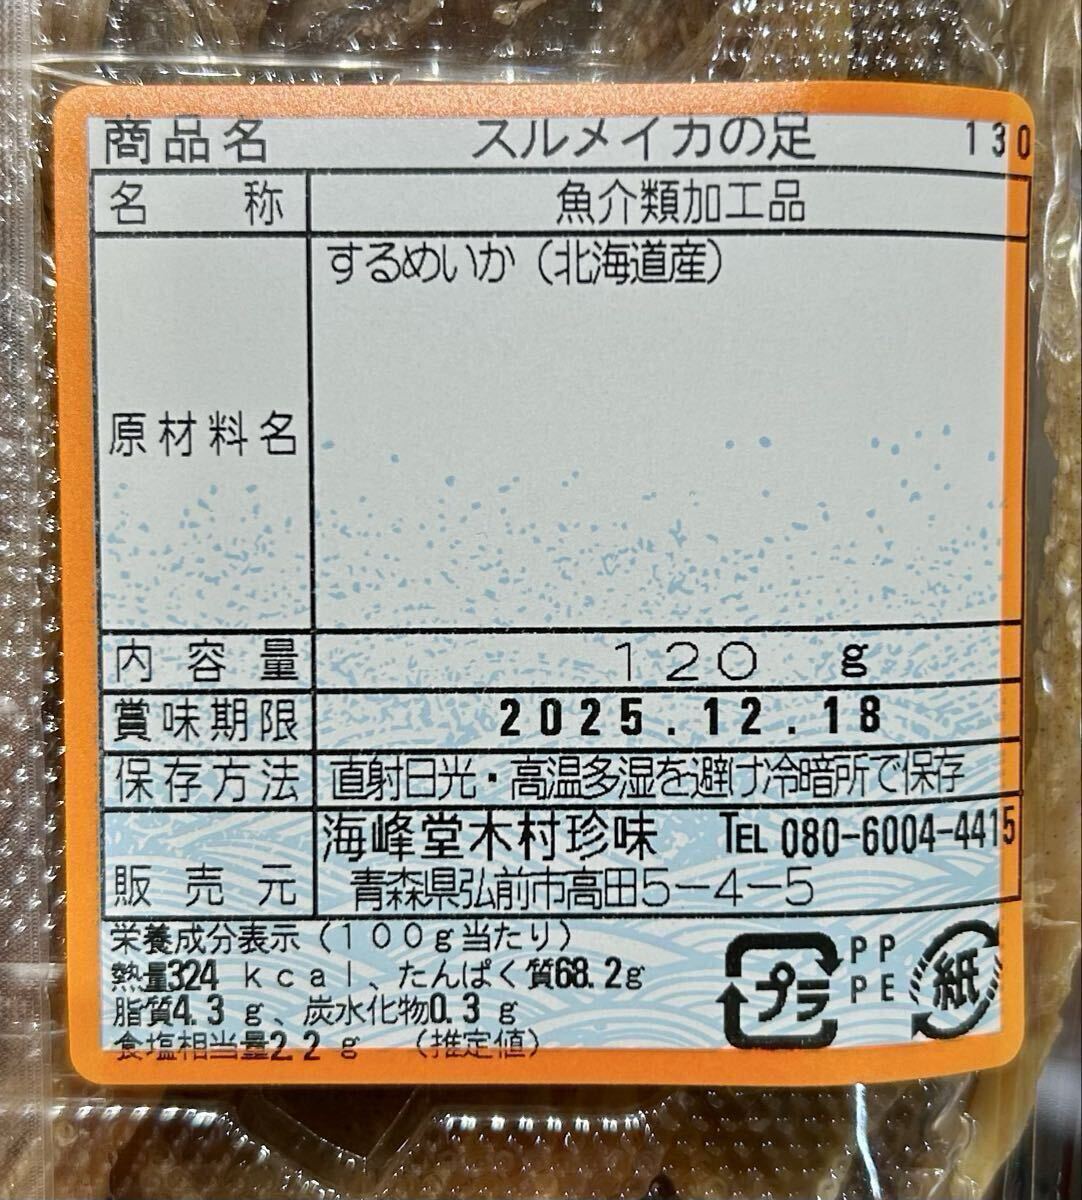 商品名 スルメイカの足 130
名称 魚介類加工品
原材料名 するめいか（北海道産）
内容量 １２０ ｇ
賞味期限 2025.12.18
保存方法 直射日光・高温多湿を避け冷暗所で保存
販売元 海峰堂木村珍味 TEL 080-6004-4415
青森県弘前市高田５－４－５
栄養成分表示（１００ｇ当たり）
熱量324 ｋｃａｌ、たんぱく質68.2g
脂質4.3 ｇ、炭水化物0.3 ｇ
食塩相当量2.2 ｇ （推定値）
プラ
PP
PE
紙